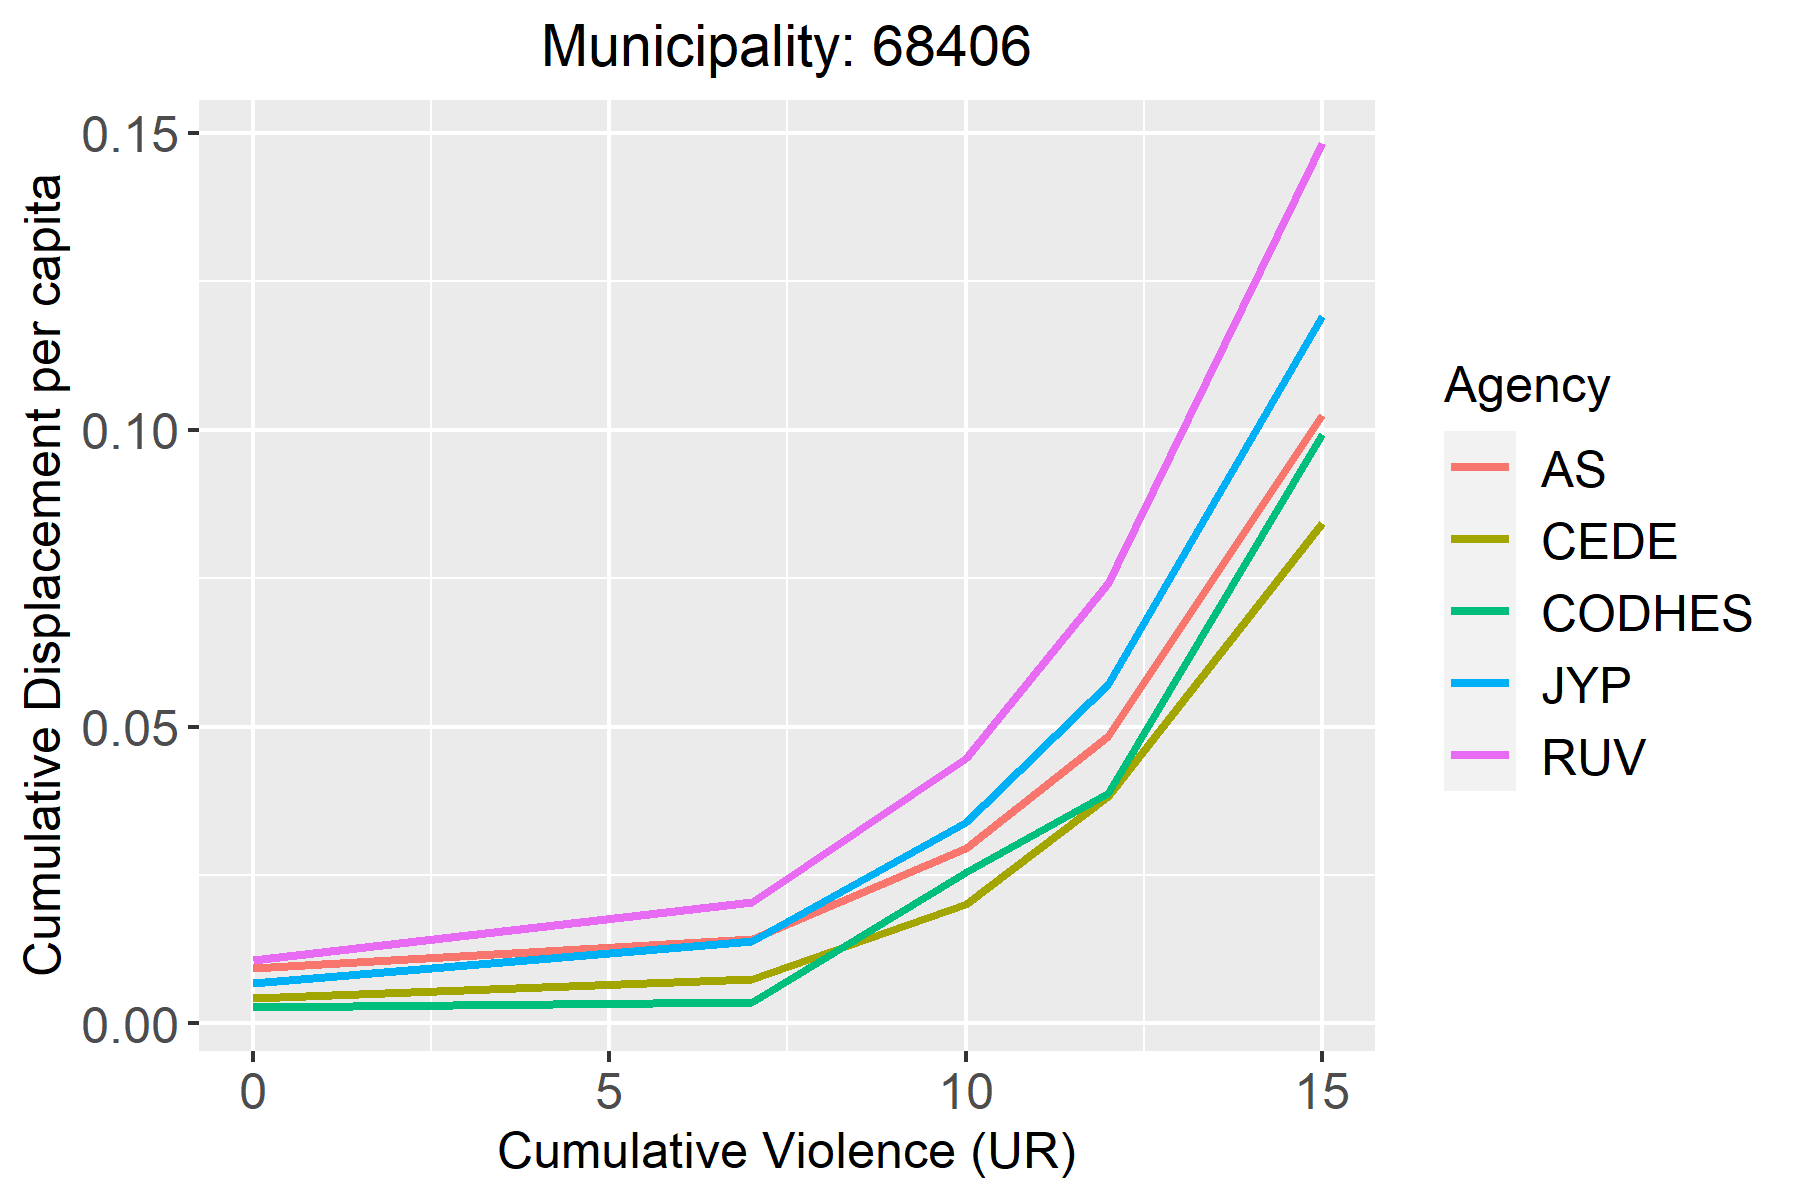 Municipality: 68406
Cumulative Displacement per capita
0.15
0.10
0.05
0.00
0
5
10
15
Cumulative Violence (UR)
Agency
AS
CEDE
CODHES
JYP
RUV